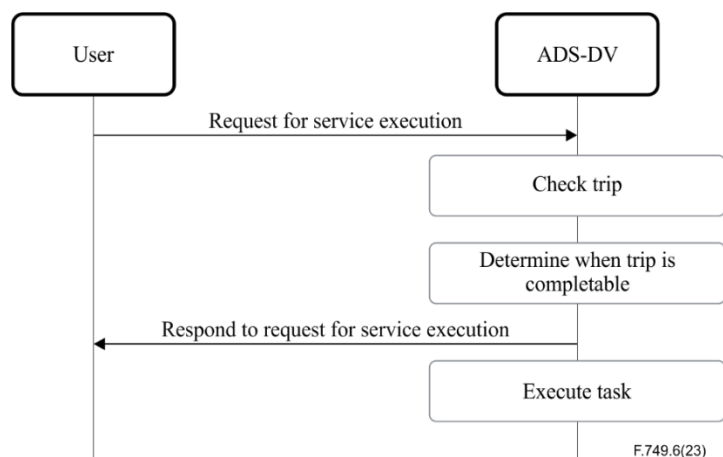 User
ADS-DV
Request for service execution
Check trip
Determine when trip is
completable
Respond to request for service execution
Execute task
F.749.6(23)